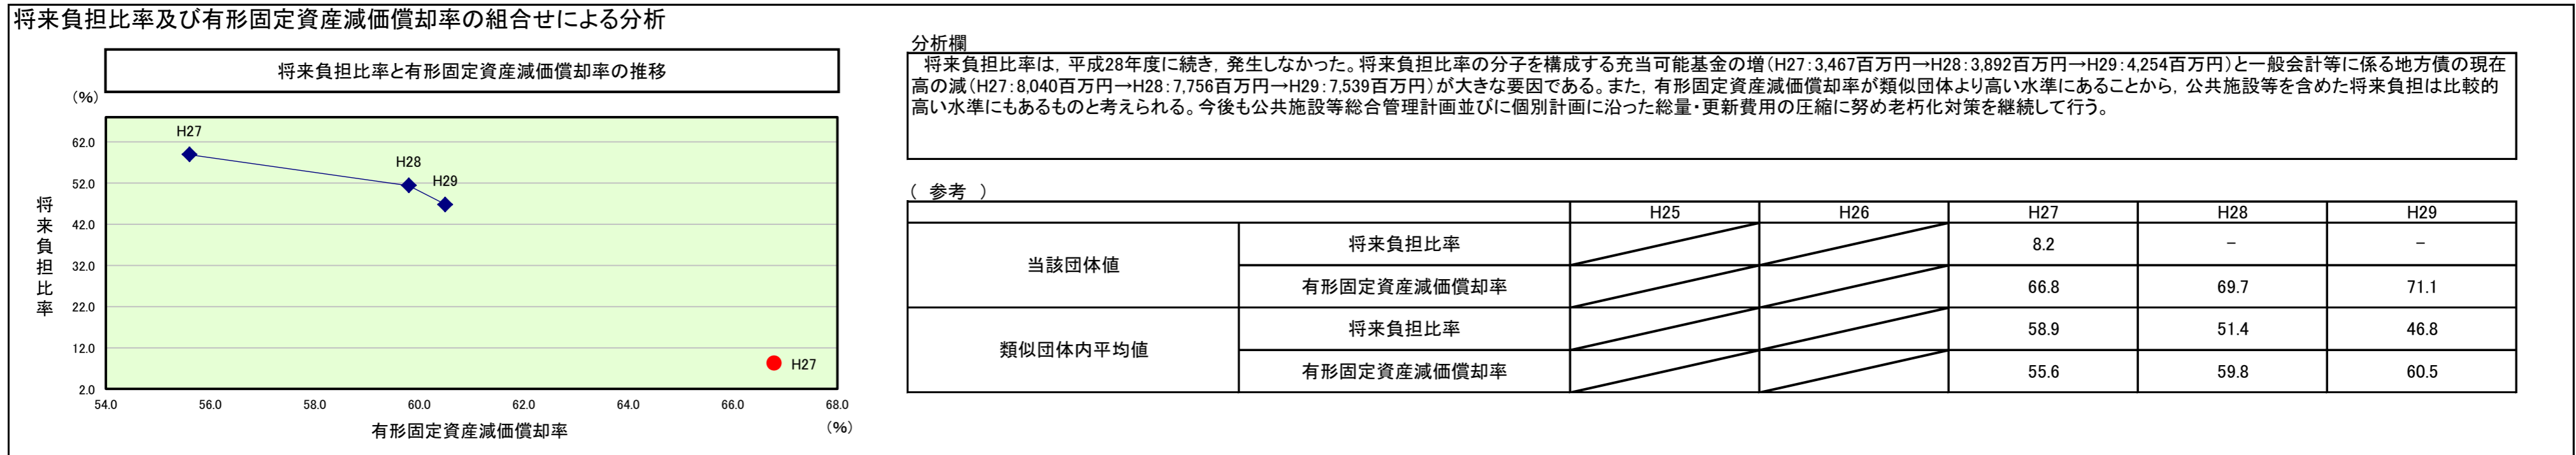 将来負担比率及び有形固定資産減価償却率の組合せによる分析
将来負担比率と有形固定資産減価償却率の推移
(%)
62.0
52.0
42.0
32.0
22.0
12.0
2.0
将来負担比率
H27
H28
H29
H27
54.0 56.0 58.0 60.0 62.0 64.0 66.0 68.0
有形固定資産減価償却率
(%)
分析欄
将来負担比率は，平成28年度に続き，発生しなかった。将来負担比率の分子を構成する充当可能基金の増（H27：3,467百万円→H28：3,892百万円→H29：4,254百万円）と一般会計等に係る地方債の現在
高の減（H27：8,040百万円→H28：7,756百万円→H29：7,539百万円）が大きな要因である。また，有形固定資産減価償却率が類似団体より高い水準にあることから，公共施設等を含めた将来負担は比較的
高い水準にもあるものと考えられる。今後も公共施設等総合管理計画並びに個別計画に沿った総量・更新費用の圧縮に努め老朽化対策を継続して行う。
（ 参考 ）
H25 H26 H27 H28 H29
当該団体値
将来負担比率 8.2 － －
有形固定資産減価償却率 66.8 69.7 71.1
類似団体内平均値
将来負担比率 58.9 51.4 46.8
有形固定資産減価償却率 55.6 59.8 60.5